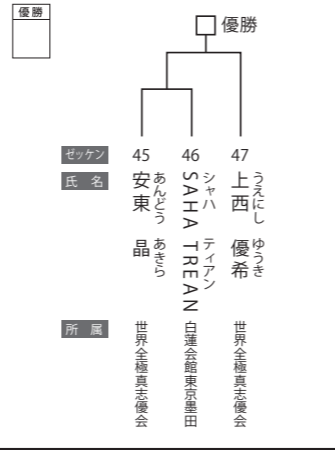 優勝
優勝
ゼッケン 45 46 47
氏名
安東 晶
あんどう あきら
SAHA TREAN
シャハ ティアン
上西 優希
うえにし ゆうき
所属
世界全極真志優会
白蓮会館東京墨田
世界全極真志優会